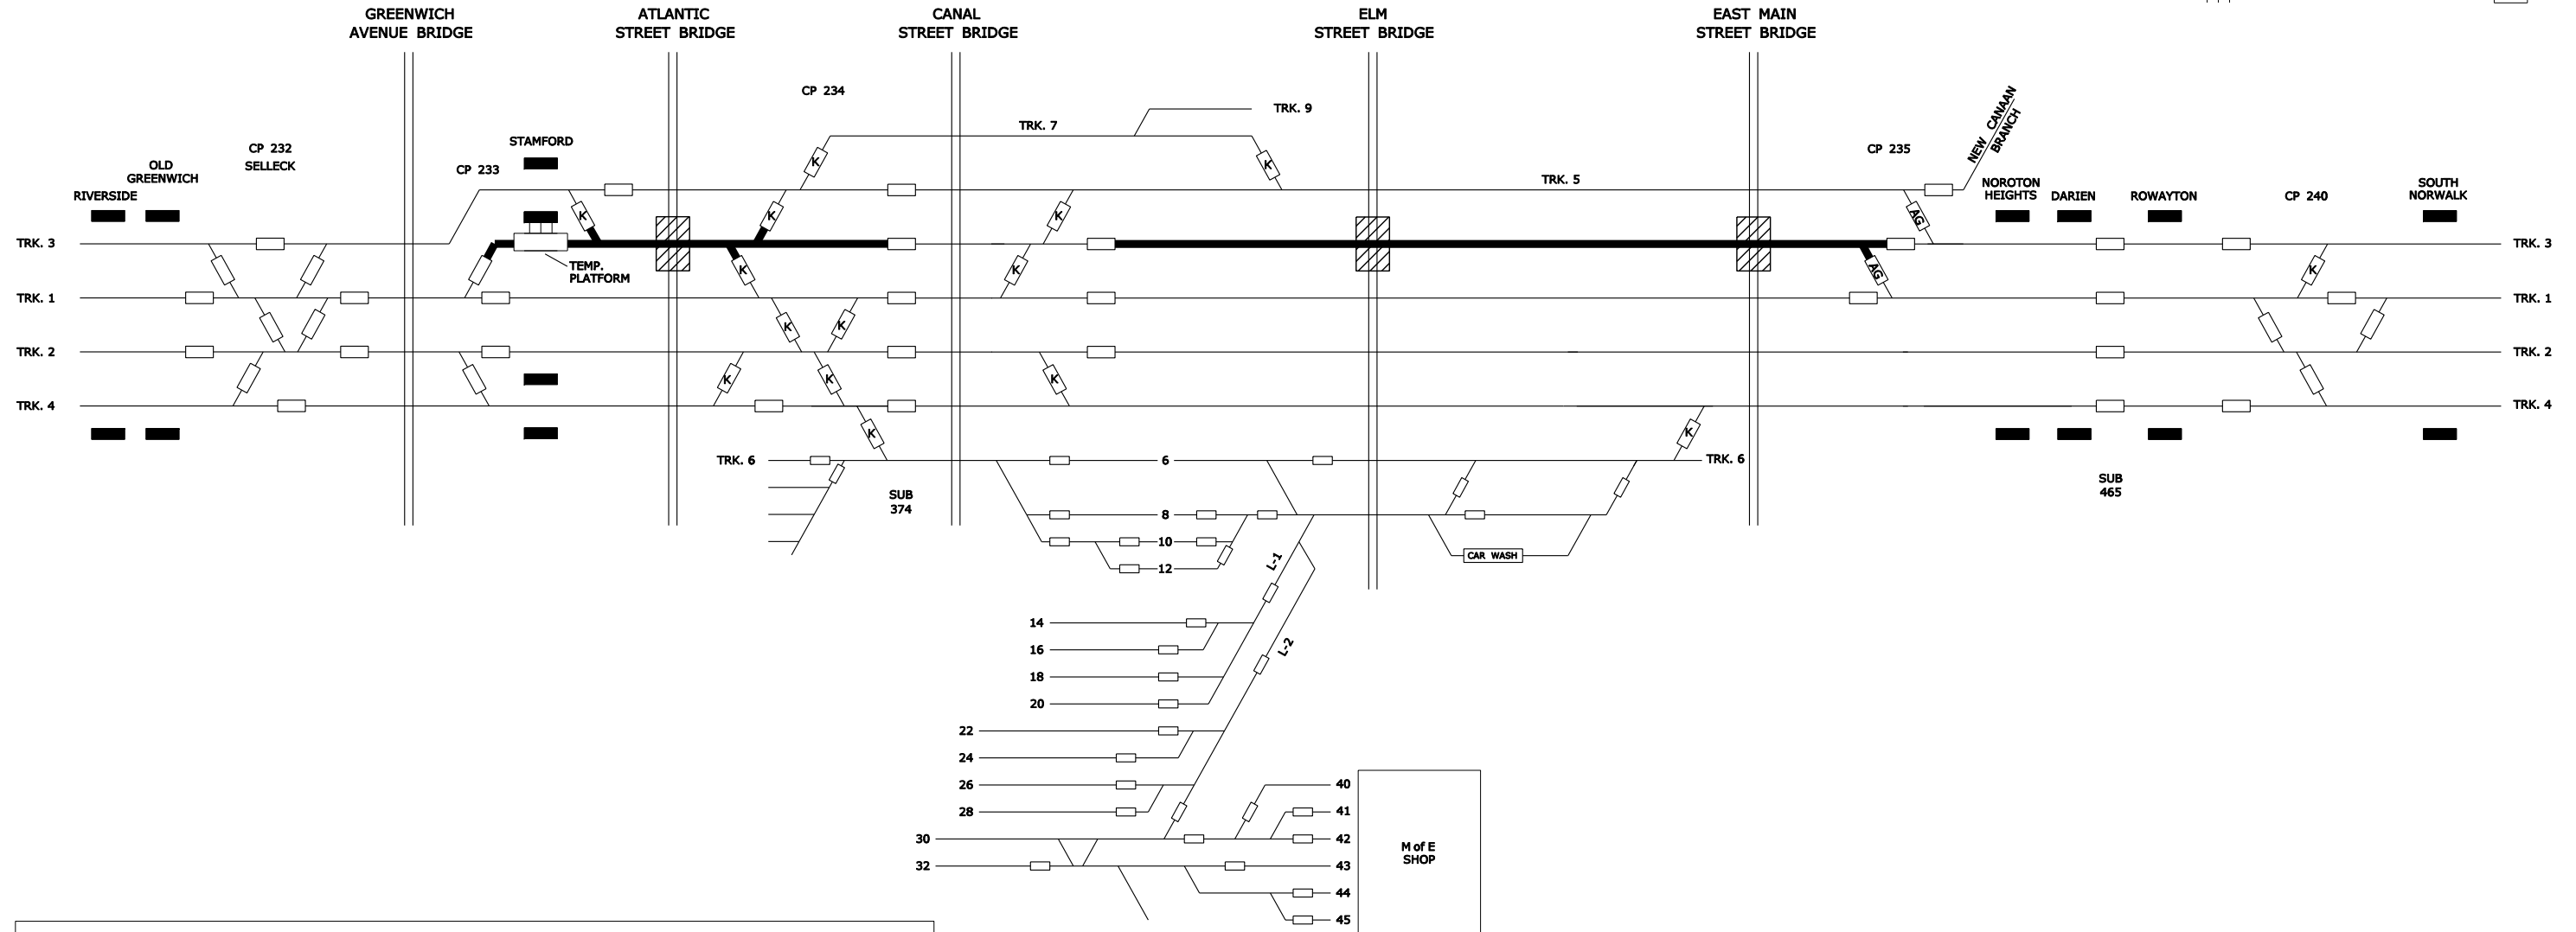 GREENWICH
AVENUE BRIDGE
ATLANTIC
STREET BRIDGE
CANAL
STREET BRIDGE
ELM
STREET BRIDGE
EAST MAIN
STREET BRIDGE
CP 234
TRK. 9
TRK. 7
NEW CANAAN
BRANCH
STAMFORD
CP 232
SELLECK
CP 233
CP 235
OLD
GREENWICH
RIVERSIDE
K
K
TRK. 5
NOROTON
HEIGHTS
DARIEN
ROWAYTON
CP 240
SOUTH
NORWALK
K
K
K
AG
TRK. 3
TRK. 3
TEMP.
PLATFORM
K
K
AG
K
TRK. 1
TRK. 1
K
K
TRK. 2
TRK. 2
K
K
K
TRK. 4
TRK. 4
K
K
TRK. 6
6
TRK. 6
SUB
374
SUB
465
8
10
CAR WASH
12
L-1
14
16
L-2
18
20
22
24
26
40
28
41
30
42
M of E
SHOP
32
43
44
45